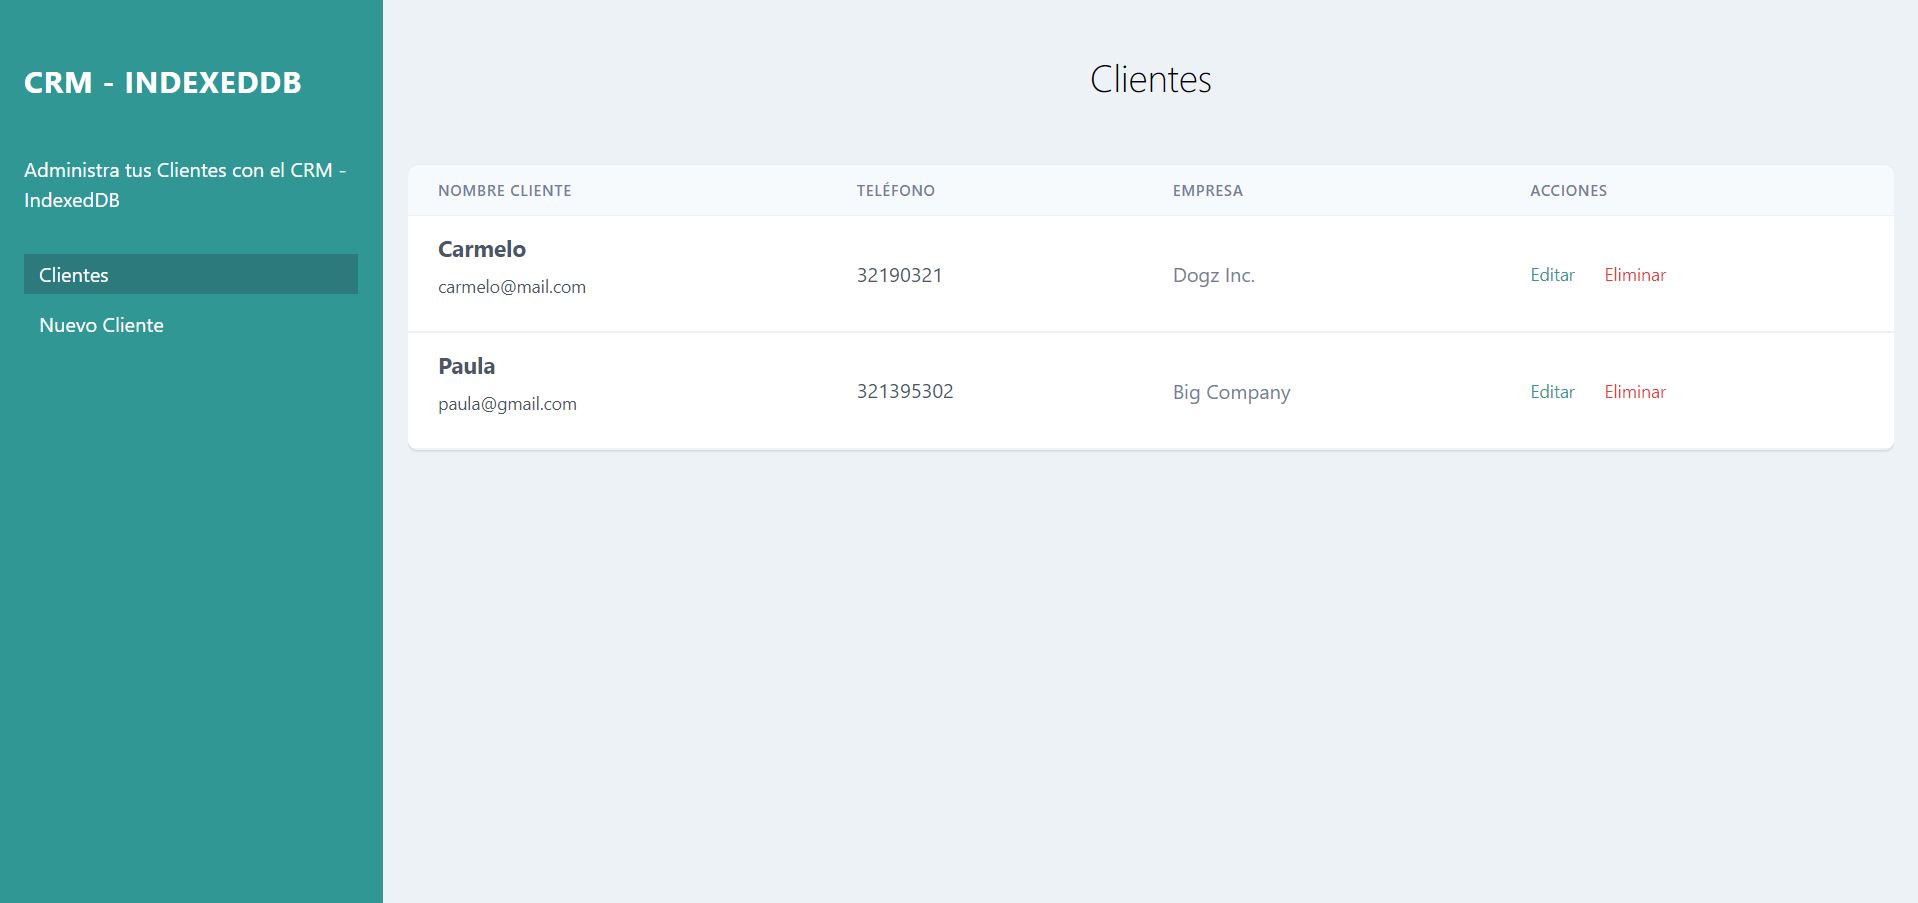 CRM - INDEXEDDB
Administra tus Clientes con el CRM -
IndexedDB
Clientes
Nuevo Cliente
Clientes
NOMBRE CLIENTE TELÉFONO EMPRESA ACCIONES
Carmelo
carmelo@mail.com
32190321 Dogz Inc. Editar Eliminar
Paula
paula@gmail.com
321395302 Big Company Editar Eliminar